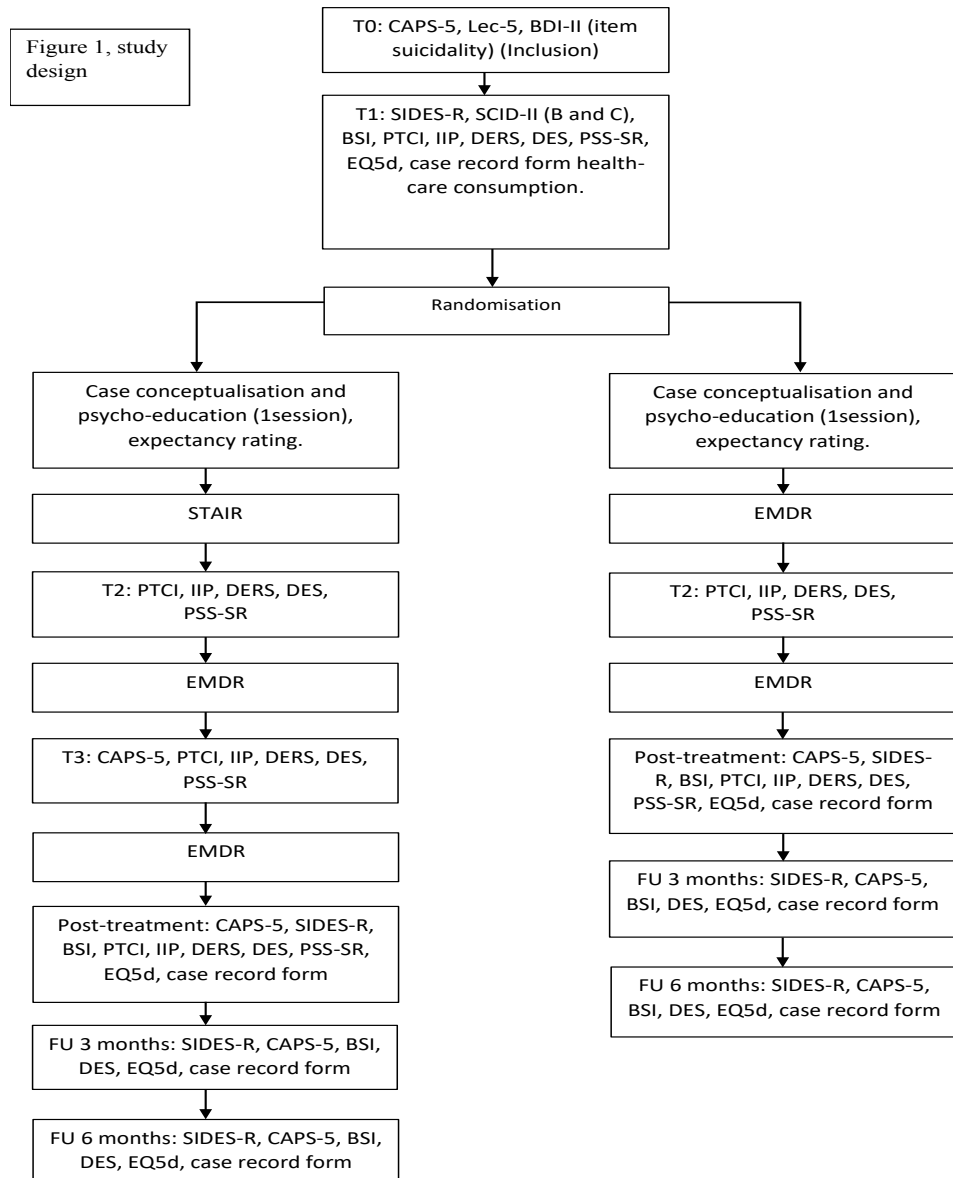 Figure 1, study
design
T0: CAPS-5, Lec-5, BDI-II (item
suicidality) (Inclusion)
T1: SIDES-R, SCID-II (B and C),
BSI, PTCI, IIP, DERS, DES, PSS-SR,
EQ5d, case record form health-
care consumption.
Randomisation
Case conceptualisation and
psycho-education (1session),
expectancy rating.
STAIR
T2: PTCI, IIP, DERS, DES,
PSS-SR
EMDR
T3: CAPS-5, PTCI, IIP, DERS, DES,
PSS-SR
EMDR
Post-treatment: CAPS-5, SIDES-R,
BSI, PTCI, IIP, DERS, DES, PSS-SR,
EQ5d, case record form
FU 3 months: SIDES-R, CAPS-5, BSI,
DES, EQ5d, case record form
FU 6 months: SIDES-R, CAPS-5, BSI,
DES, EQ5d, case record form
Case conceptualisation and
psycho-education (1session),
expectancy rating.
EMDR
T2: PTCI, IIP, DERS, DES,
PSS-SR
EMDR
Post-treatment: CAPS-5, SIDES-
R, BSI, PTCI, IIP, DERS, DES,
PSS-SR, EQ5d, case record form
FU 3 months: SIDES-R, CAPS-5,
BSI, DES, EQ5d, case record form
FU 6 months: SIDES-R, CAPS-5,
BSI, DES, EQ5d, case record form